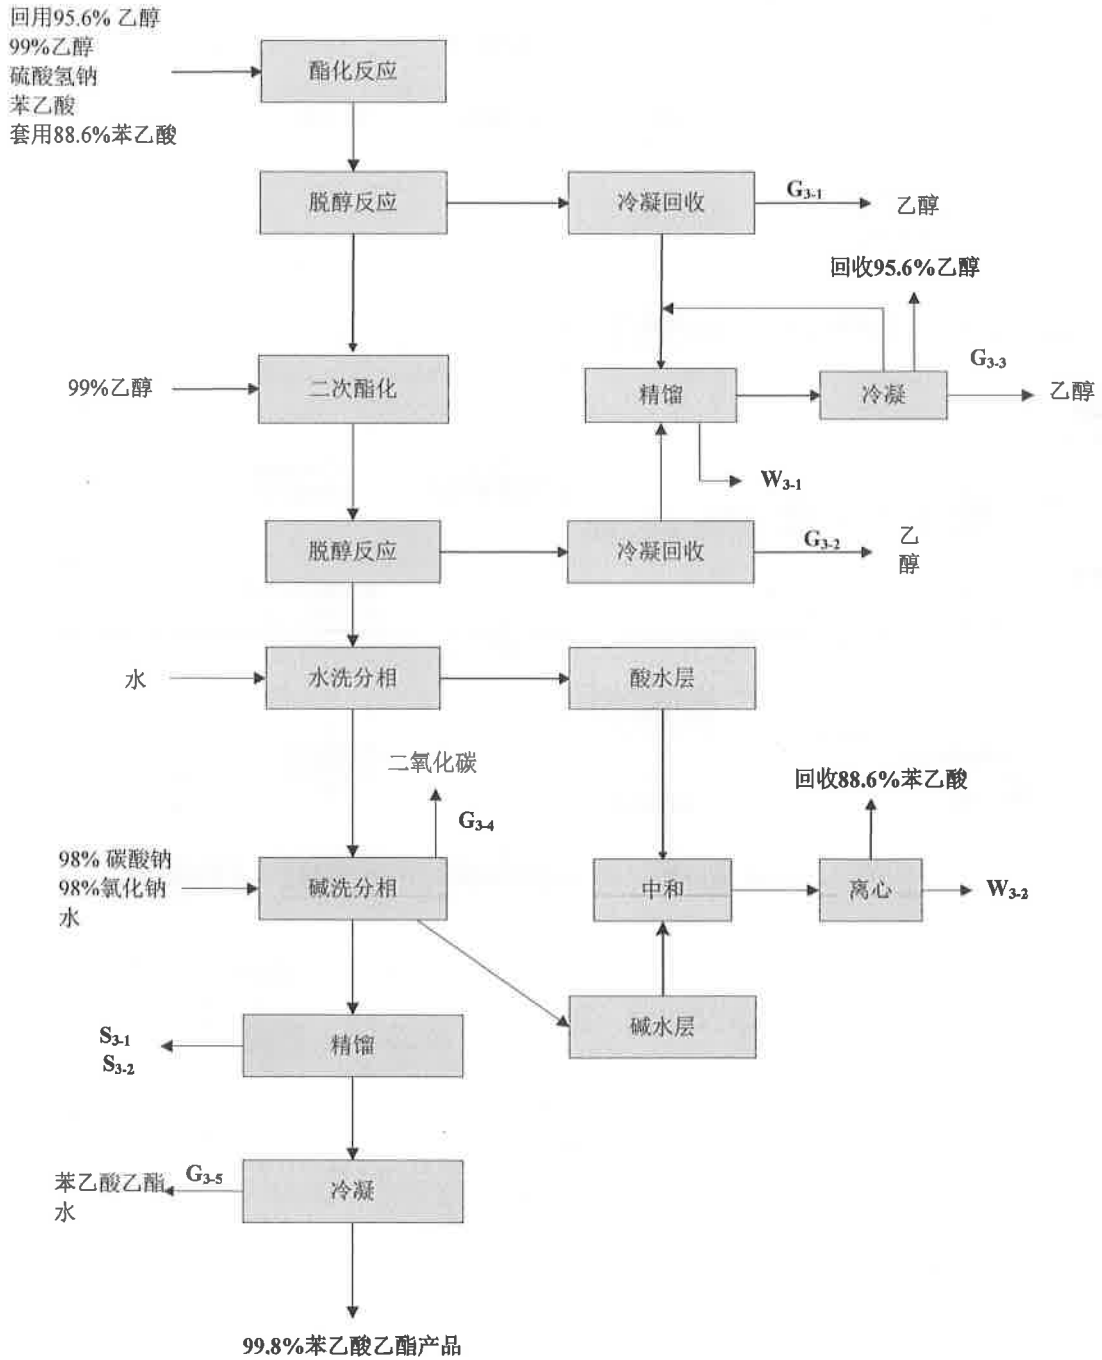 回用95.6% 乙醇
99%乙醇
硫酸氢钠
苯乙酸
套用88.6%苯乙酸
酯化反应
脱醇反应
冷凝回收
G3-1
乙醇
回收95.6%乙醇
99%乙醇
二次酯化
精馏
冷凝
G3-3
乙醇
W3-1
脱醇反应
冷凝回收
G3-2
乙
醇
水
水洗分相
酸水层
二氧化碳
G3-4
回收88.6%苯乙酸
98% 碳酸钠
98%氯化钠
水
碱洗分相
中和
离心
W3-2
碱水层
S3-1
S3-2
精馏
苯乙酸乙酯
水
G3-5
冷凝
99.8%苯乙酸乙酯产品